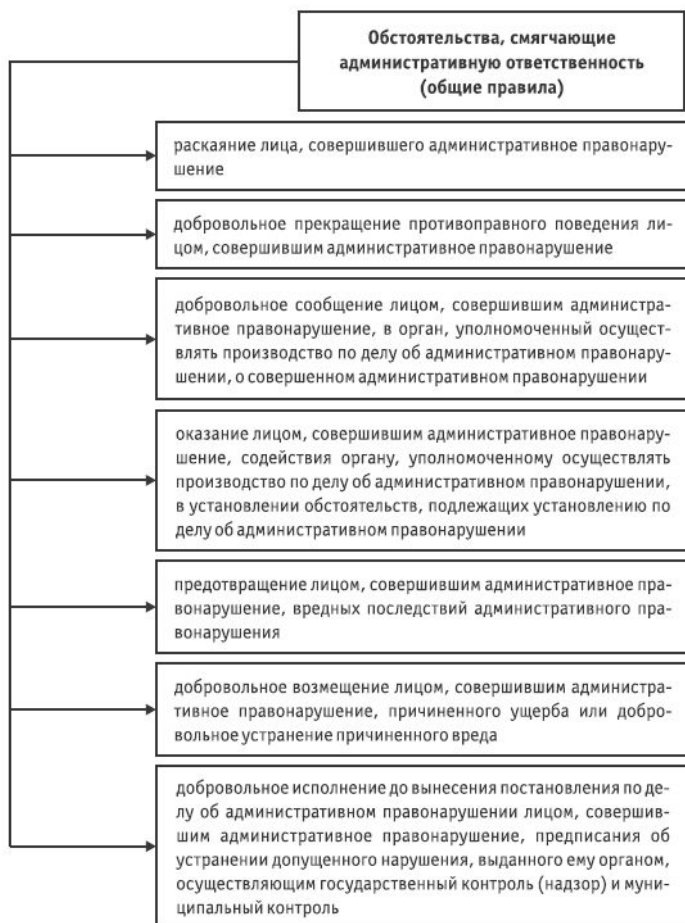 Обстоятельства, смягчающие
административную ответственность
(общие правила)
раскаяние лица, совершившего административное правонару-
шение
добровольное прекращение противоправного поведения ли-
цом, совершившим административное правонарушение
добровольное сообщение лицом, совершившим администра-
тивное правонарушение, в орган, уполномоченный осущест-
влять производство по делу об административном правонару-
шении, о совершенном административном правонарушении
оказание лицом, совершившим административное правонару-
шение, содействия органу, уполномоченному осуществлять
производство по делу об административном правонарушении,
в установлении обстоятельств, подлежащих установлению по
делу об административном правонарушении
предотвращение лицом, совершившим административное пра-
вонарушение, вредных последствий административного пра-
вонарушения
добровольное возмещение лицом, совершившим администра-
тивное правонарушение, причиненного ущерба или добро-
вольное устранение причиненного вреда
добровольное исполнение до вынесения постановления по де-
лу об административном правонарушении лицом, совершив-
шим административное правонарушение, предписания об
устранении допущенного нарушения, выданного ему органом,
осуществляющим государственный контроль (надзор) и муни-
ципальный контроль